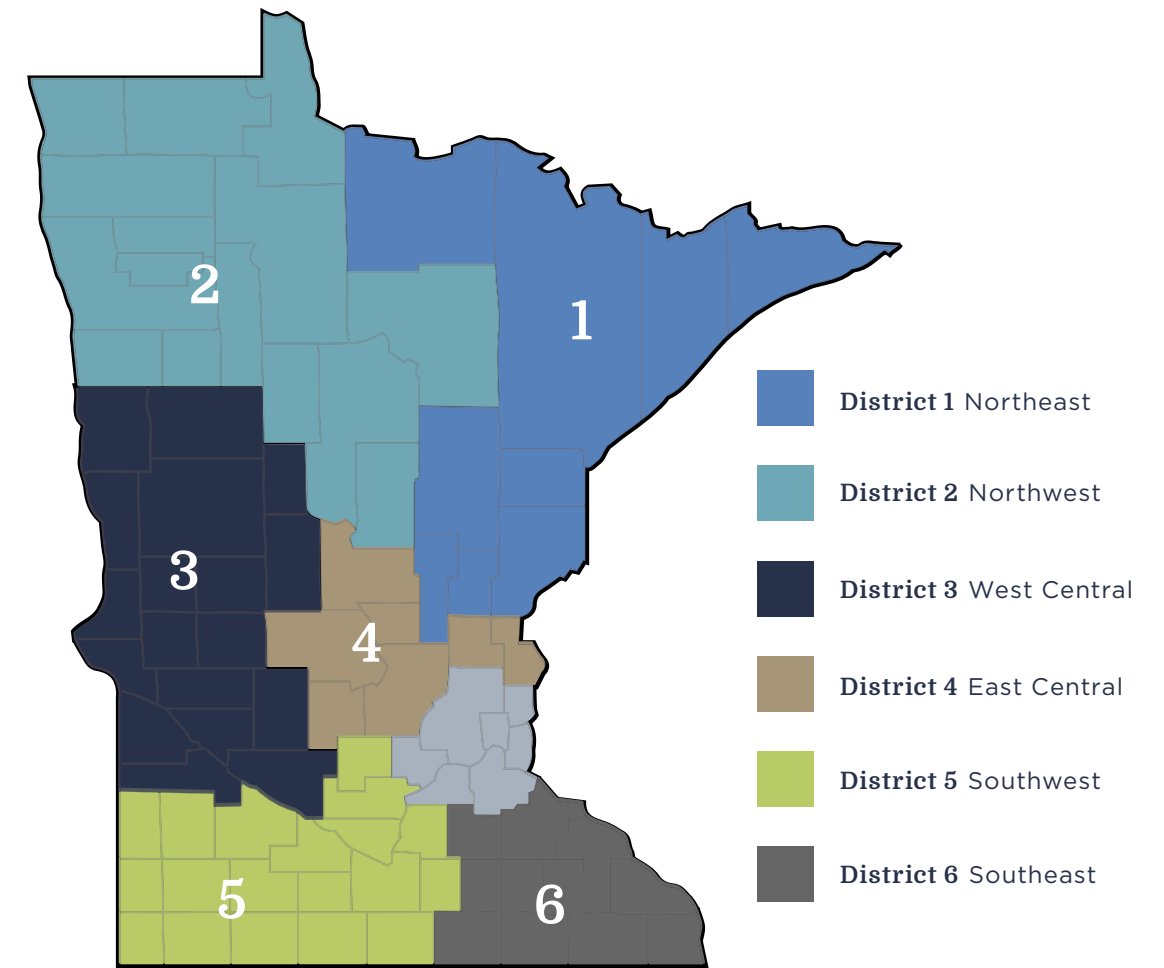 2
1
3
4
5
6
District 1 Northeast
District 2 Northwest
District 3 West Central
District 4 East Central
District 5 Southwest
District 6 Southeast